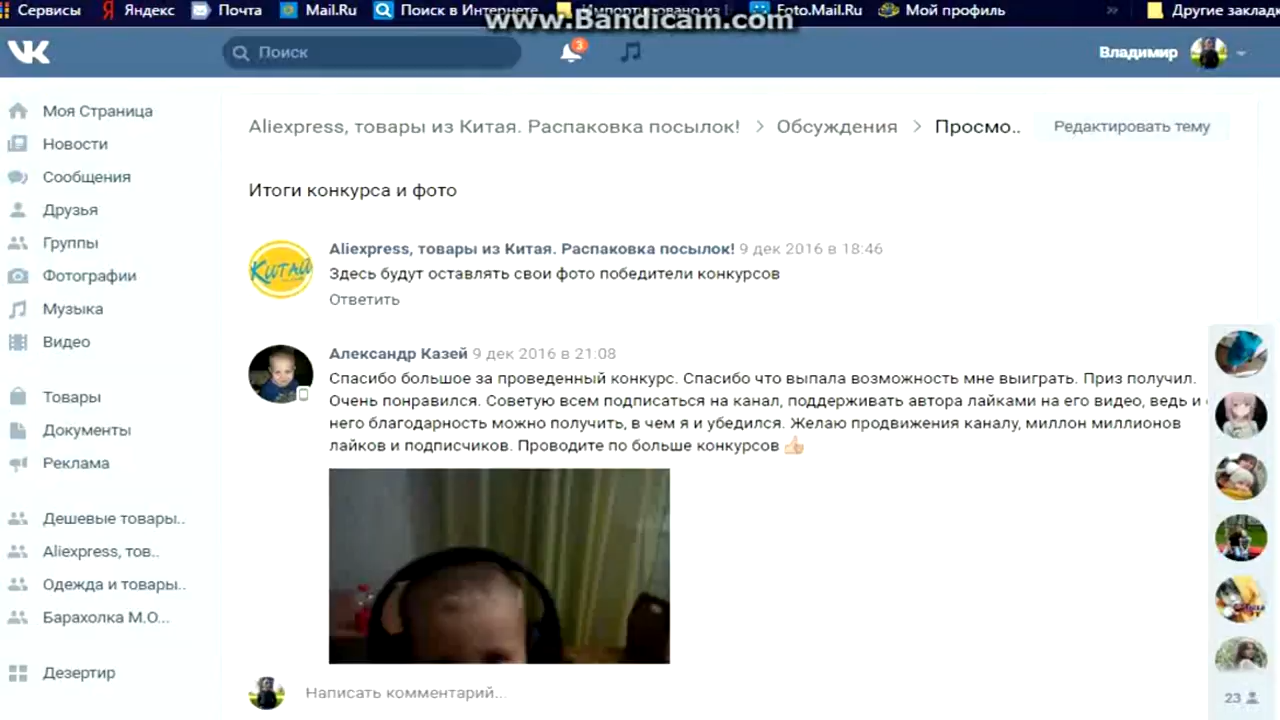 Сервисы Яндекс Почта Mail.Ru Поиск в Интернете Импортировано из Foto.Mail.Ru Мой профиль » Другие заклад
www.Bandicam.com
Поиск 3 Владимир
Моя Страница
Новости
Сообщения
Друзья
Группы
Фотографии
Музыка
Видео
Товары
Документы
Реклама
Дешевые товары..
Aliexpress, тов..
Одежда и товары..
Барахолка М.О...
Дезертир
Aliexpress, товары из Китая. Распаковка посылок! > Обсуждения > Просмо.. Редактировать тему
Итоги конкурса и фото
Китай
Aliexpress, товары из Китая. Распаковка посылок! 9 дек 2016 в 18:46
Здесь будут оставлять свои фото победители конкурсов
Ответить
Александр Казей 9 дек 2016 в 21:08
Спасибо большое за проведенный конкурс. Спасибо что выпала возможность мне выиграть. Приз получил.
Очень понравился. Советую всем подписаться на канал, поддерживать автора лайками на его видео, ведь и
него благодарность можно получить, в чем я и убедился. Желаю продвижения каналу, миллон миллионов
лайков и подписчиков. Проводите по больше конкурсов
Написать комментарий...
23